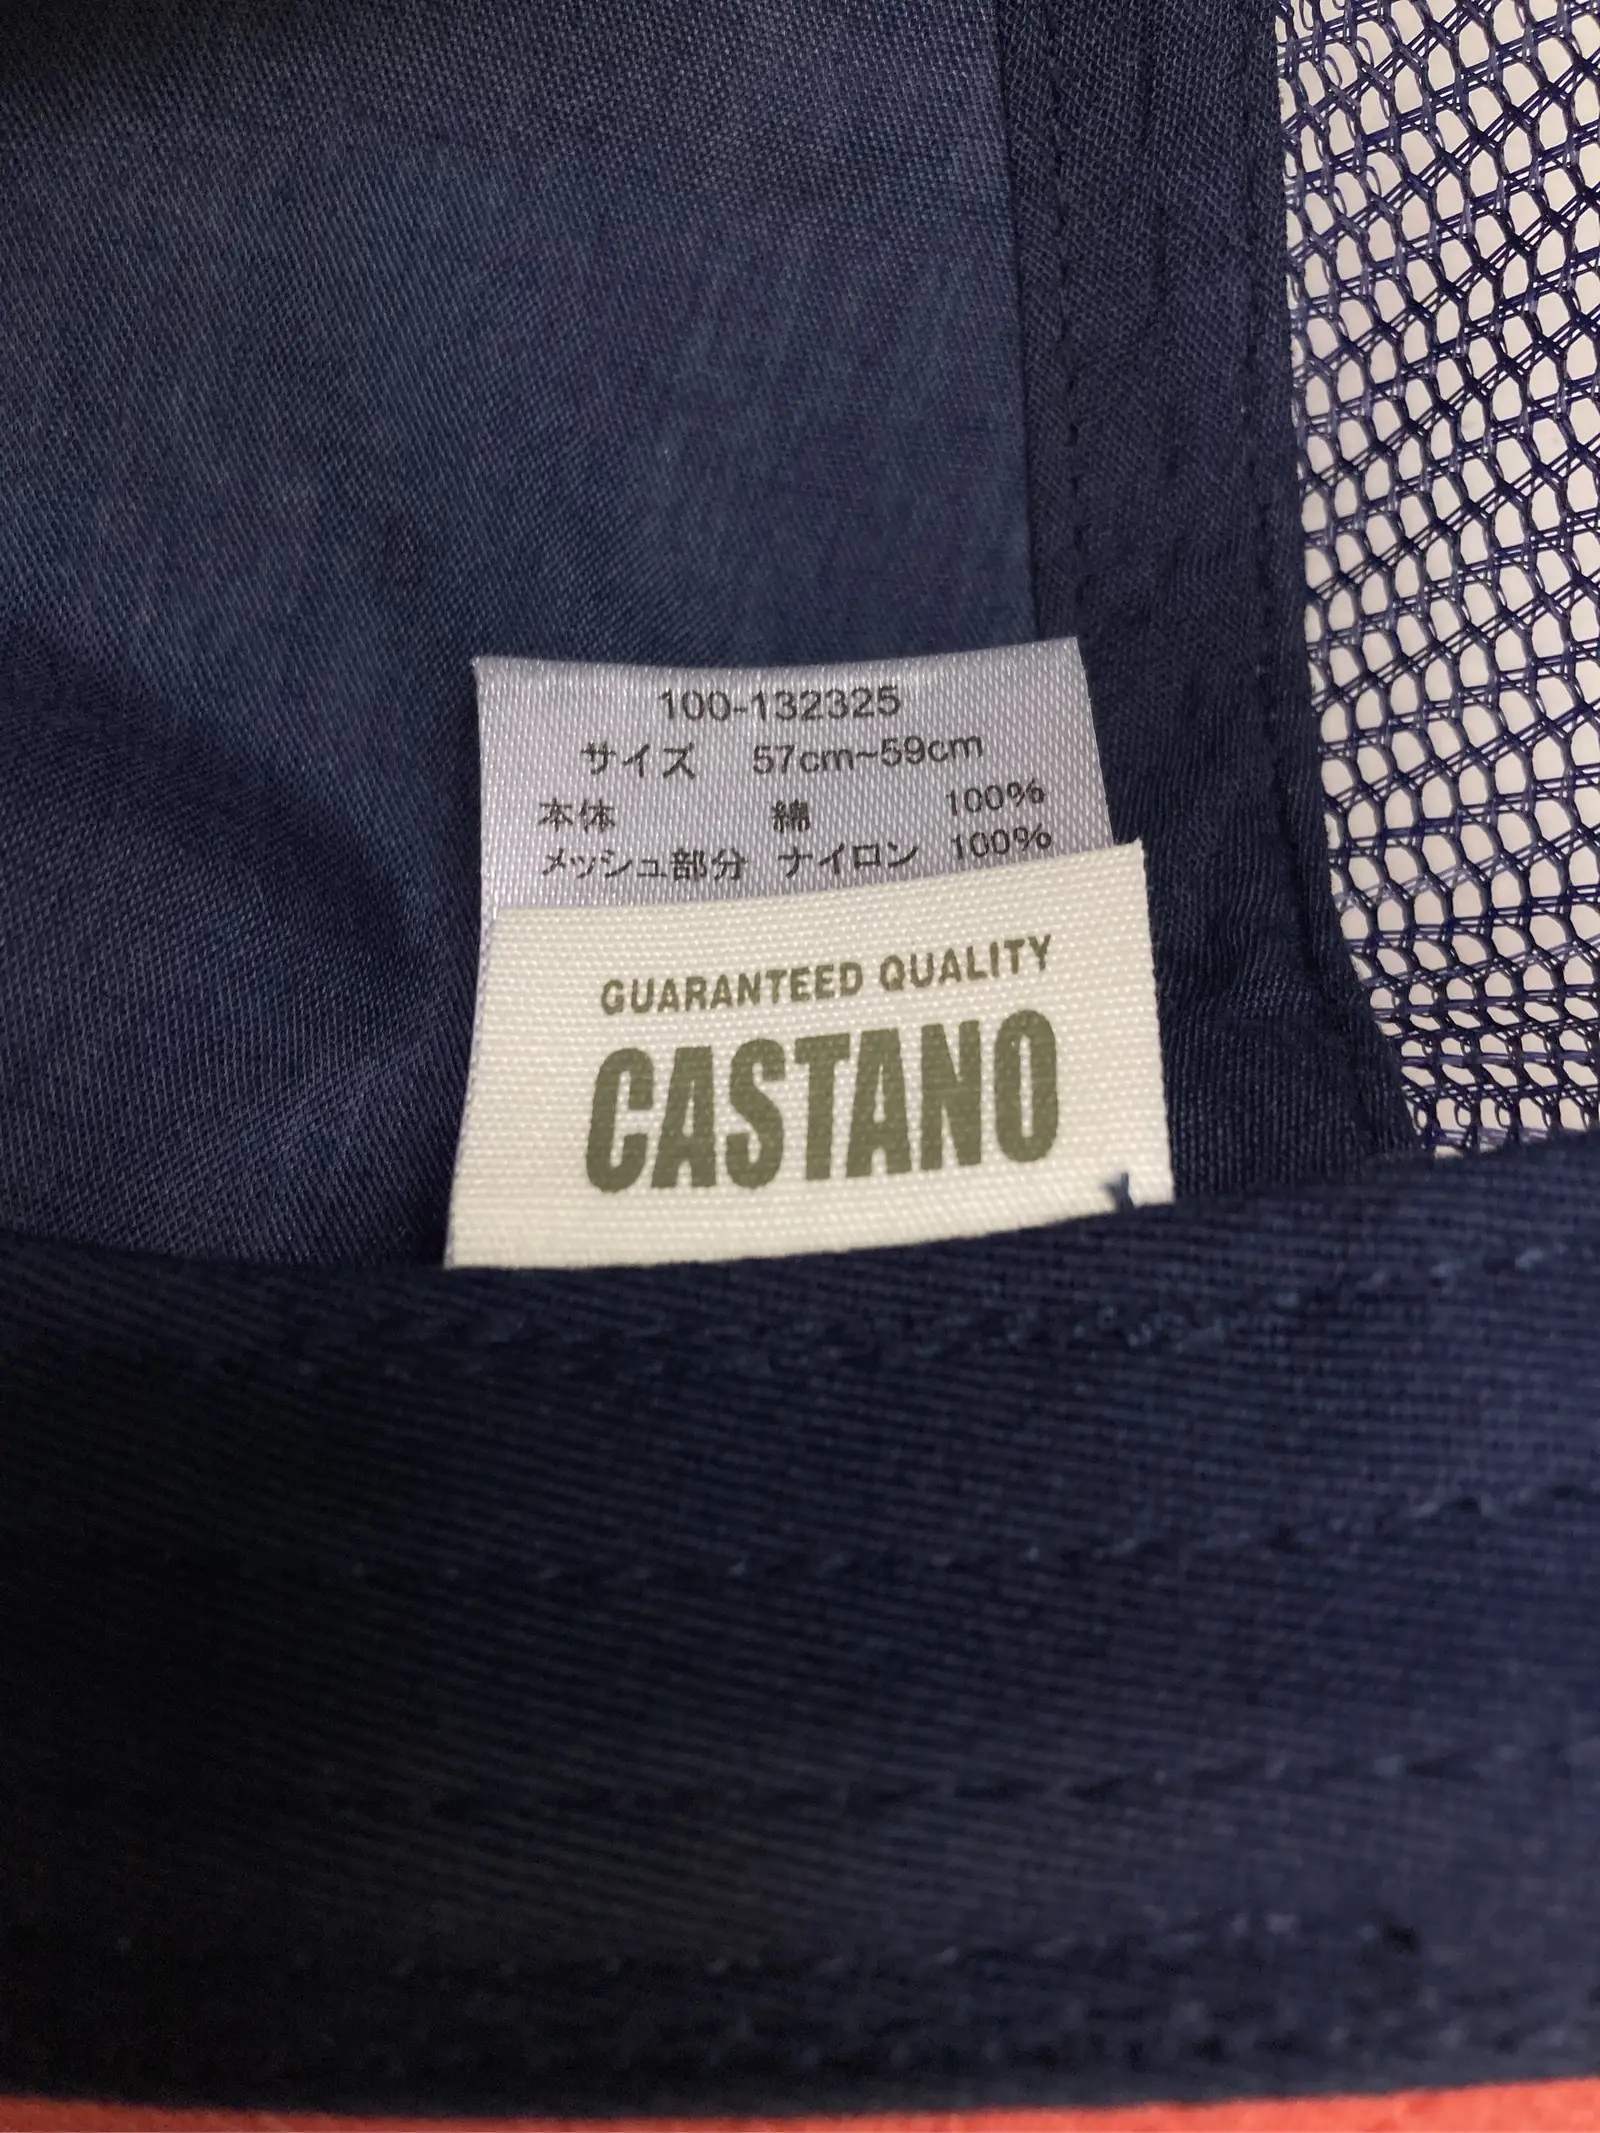 100-132325
サイズ 57cm~59cm
本体 綿 100%
メッシュ部分 ナイロン 100%
GUARANTEED QUALITY
CASTANO